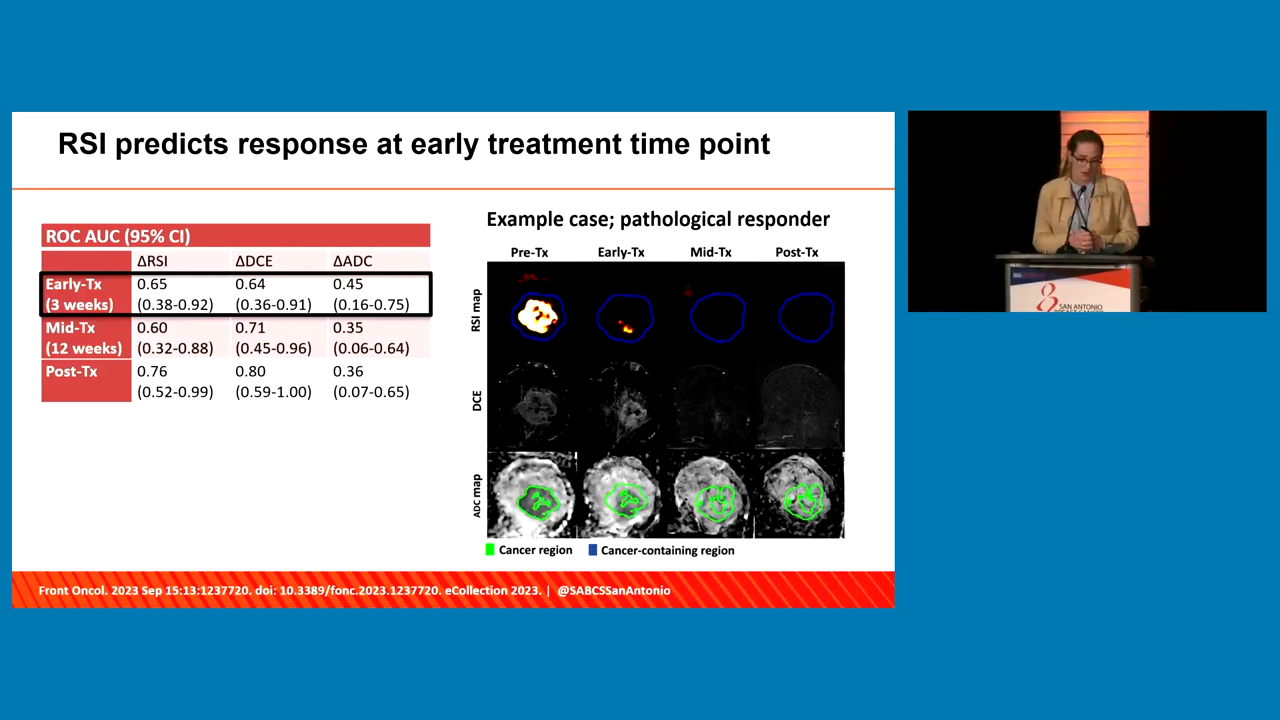 RSI predicts response at early treatment time point
ROC AUC (95% CI)
ΔRSI ΔDCE ΔADC
Early-Tx 0.65 0.64 0.45
(3 weeks) (0.38-0.92) (0.36-0.91) (0.16-0.75)
Mid-Tx 0.60 0.71 0.35
(12 weeks) (0.32-0.88) (0.45-0.96) (0.06-0.64)
Post-Tx 0.76 0.80 0.36
(0.52-0.99) (0.59-1.00) (0.07-0.65)
Example case; pathological responder
Pre-Tx Early-Tx Mid-Tx Post-Tx
RSI map
DCE
ADC map
Cancer region Cancer-containing region
Front Oncol. 2023 Sep 15:13:1237720. doi: 10.3389/fonc.2023.1237720. eCollection 2023. | @SABCSSanAntonio
SAN ANTONIO